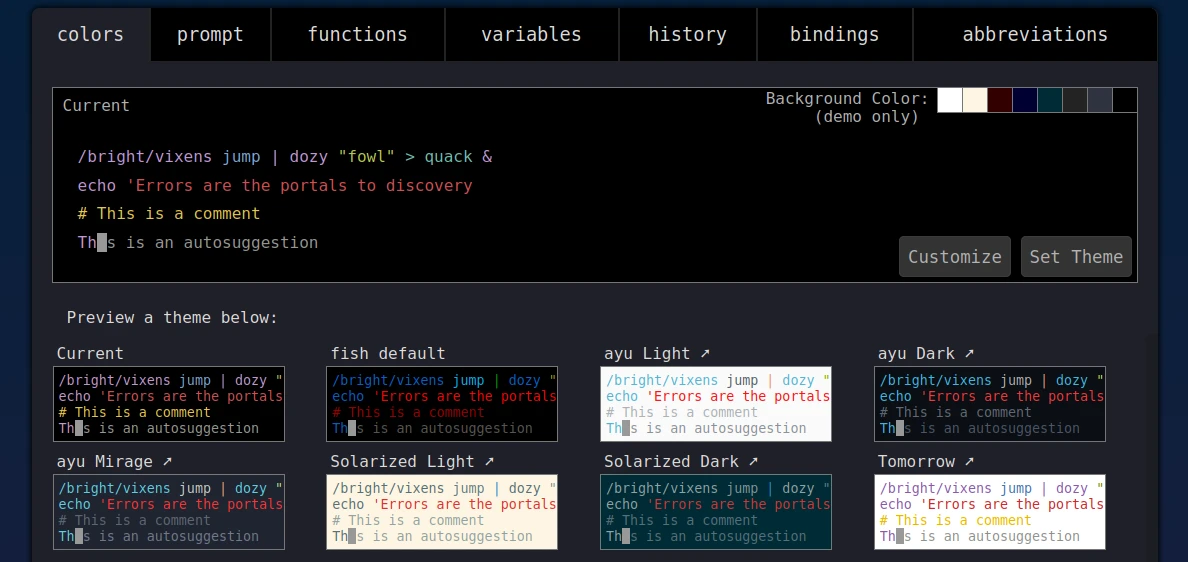 colors prompt functions variables history bindings abbreviations
Current
Background Color:
(demo only)
/bright/vixens jump | dozy "fowl" > quack &
echo 'Errors are the portals to discovery
# This is a comment
Ths is an autosuggestion
Customize Set Theme
Preview a theme below:
Current fish default ayu Light ➚ ayu Dark ➚
/bright/vixens jump | dozy " /bright/vixens jump | dozy " /bright/vixens jump | dozy " /bright/vixens jump | dozy "
echo 'Errors are the portals echo 'Errors are the portals echo 'Errors are the portals echo 'Errors are the portals
# This is a comment # This is a comment # This is a comment # This is a comment
Ths is an autosuggestion Ths is an autosuggestion Ths is an autosuggestion Ths is an autosuggestion
ayu Mirage ➚ Solarized Light ➚ Solarized Dark ➚ Tomorrow ➚
/bright/vixens jump | dozy " /bright/vixens jump | dozy " /bright/vixens jump | dozy " /bright/vixens jump | dozy "
echo 'Errors are the portals echo 'Errors are the portals echo 'Errors are the portals echo 'Errors are the portals
# This is a comment # This is a comment # This is a comment # This is a comment
Ths is an autosuggestion Ths is an autosuggestion Ths is an autosuggestion Ths is an autosuggestion